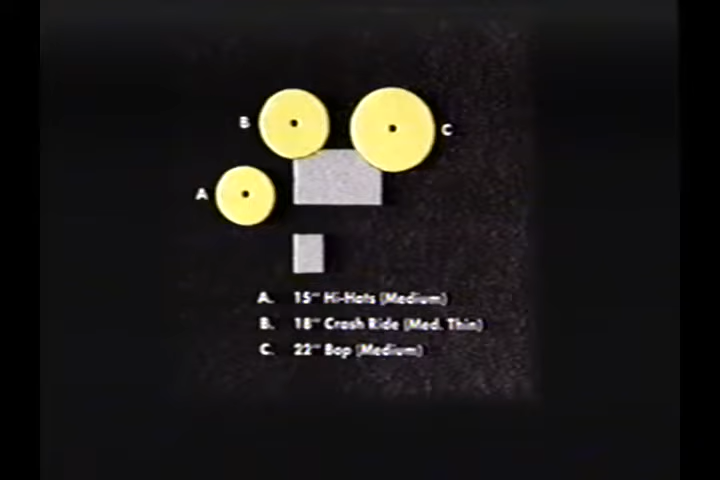 B
C
A
A. 15" Hi-Hats (Medium)
B. 18" Crash Ride (Med. Thin)
C. 22" Bop (Medium)